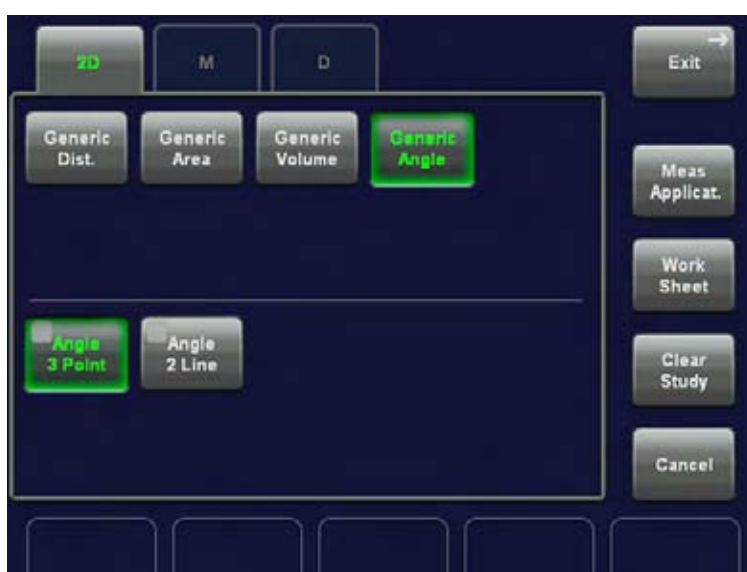 2D
M
D
Exit
Generic
Dist.
Generic
Area
Generic
Volume
Generic
Angle
Meas
Applicat.
Work
Sheet
Angle
3 Point
Angle
2 Line
Clear
Study
Cancel